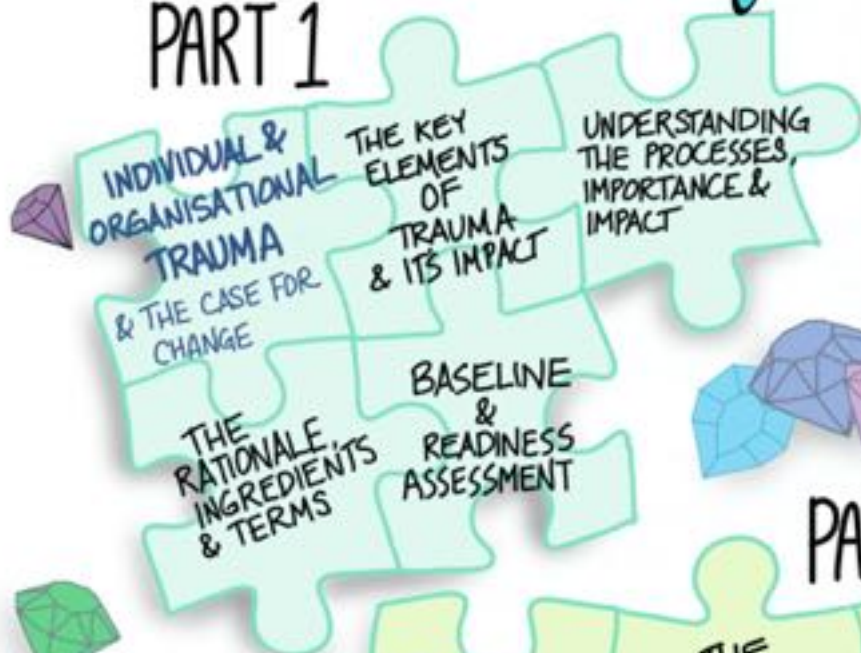 PART 1
INDIVIDUAL &
ORGANISATIONAL
TRAUMA
& THE CASE FOR
CHANGE
THE KEY
ELEMENTS
OF
TRAUMA
& ITS IMPACT
UNDERSTANDING
THE PROCESSES,
IMPORTANCE &
IMPACT
THE
RATIONALE,
INGREDIENTS
& TERMS
BASELINE
&
READINESS
ASSESSMENT
PA
THE